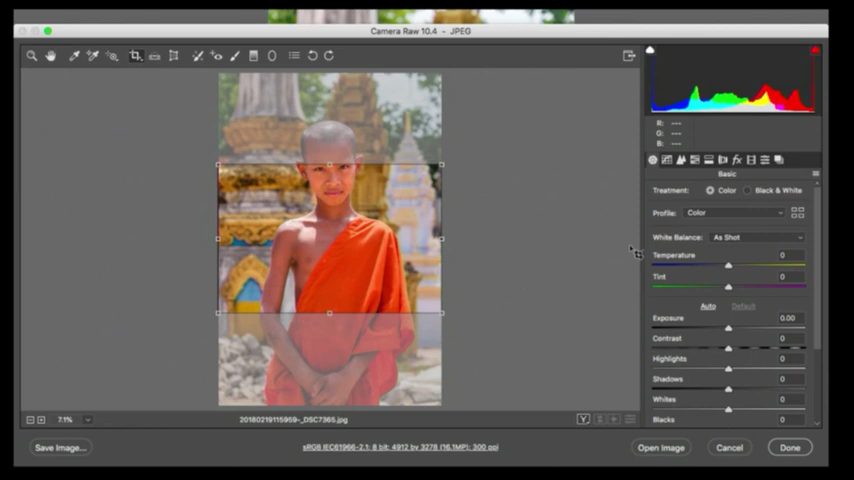 Camera Raw 10.4 - JPEG
R: ---
G: ---
B: ---
Basic
Treatment: Color Black & White
Profile: Color
White Balance: As Shot
Temperature 0
Tint 0
Auto Default
Exposure 0.00
Contrast 0
Highlights 0
Shadows 0
Whites 0
Blacks 0
7.1% 20180219115959-_DSC7365.jpg Y
Save Image... sRGB IEC61966-2.1; 8 bit; 4912 by 3278 (16.1MP); 300 ppi Open Image Cancel Done